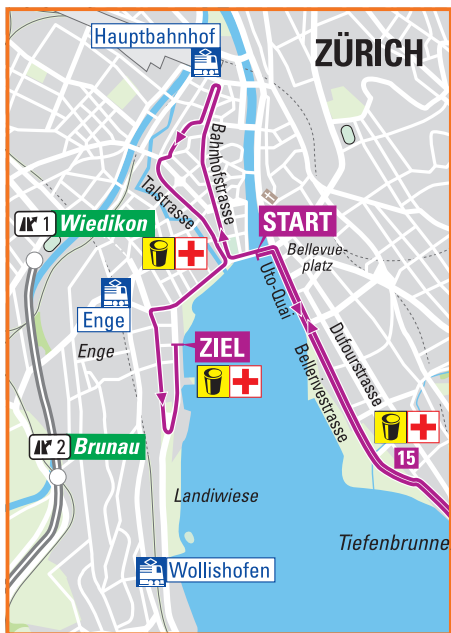 Hauptbahnhof
ZÜRICH
Bahnhofstrasse
Talstrasse
1 Wiedikon
START
Bellevue-
platz
Uto-Quai
Enge
Enge
ZIEL
Dufourstrasse
Bellerivestrasse
15
2 Brunau
Landiwiese
Tiefenbrunne
Wollishofen